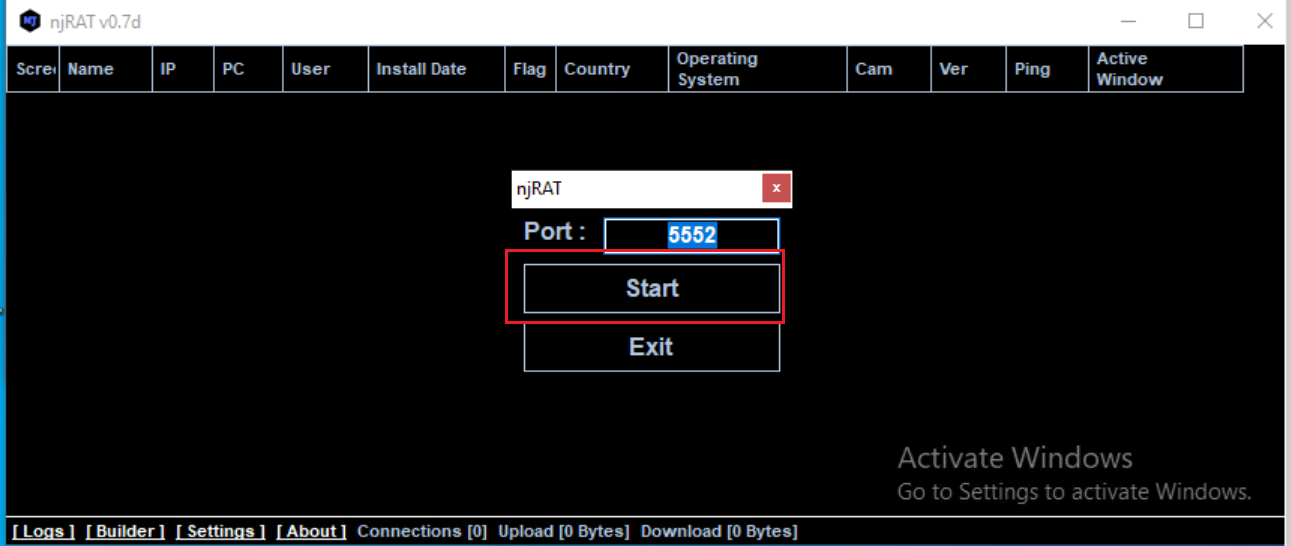 njRAT v0.7d
Scree Name IP PC User Install Date Flag Country Operating System Cam Ver Ping Active Window
njRAT
x
Port : 5552
Start
Exit
Activate Windows
Go to Settings to activate Windows.
[ Logs ] [ Builder ] [ Settings ] [ About ] Connections [0] Upload [0 Bytes] Download [0 Bytes]